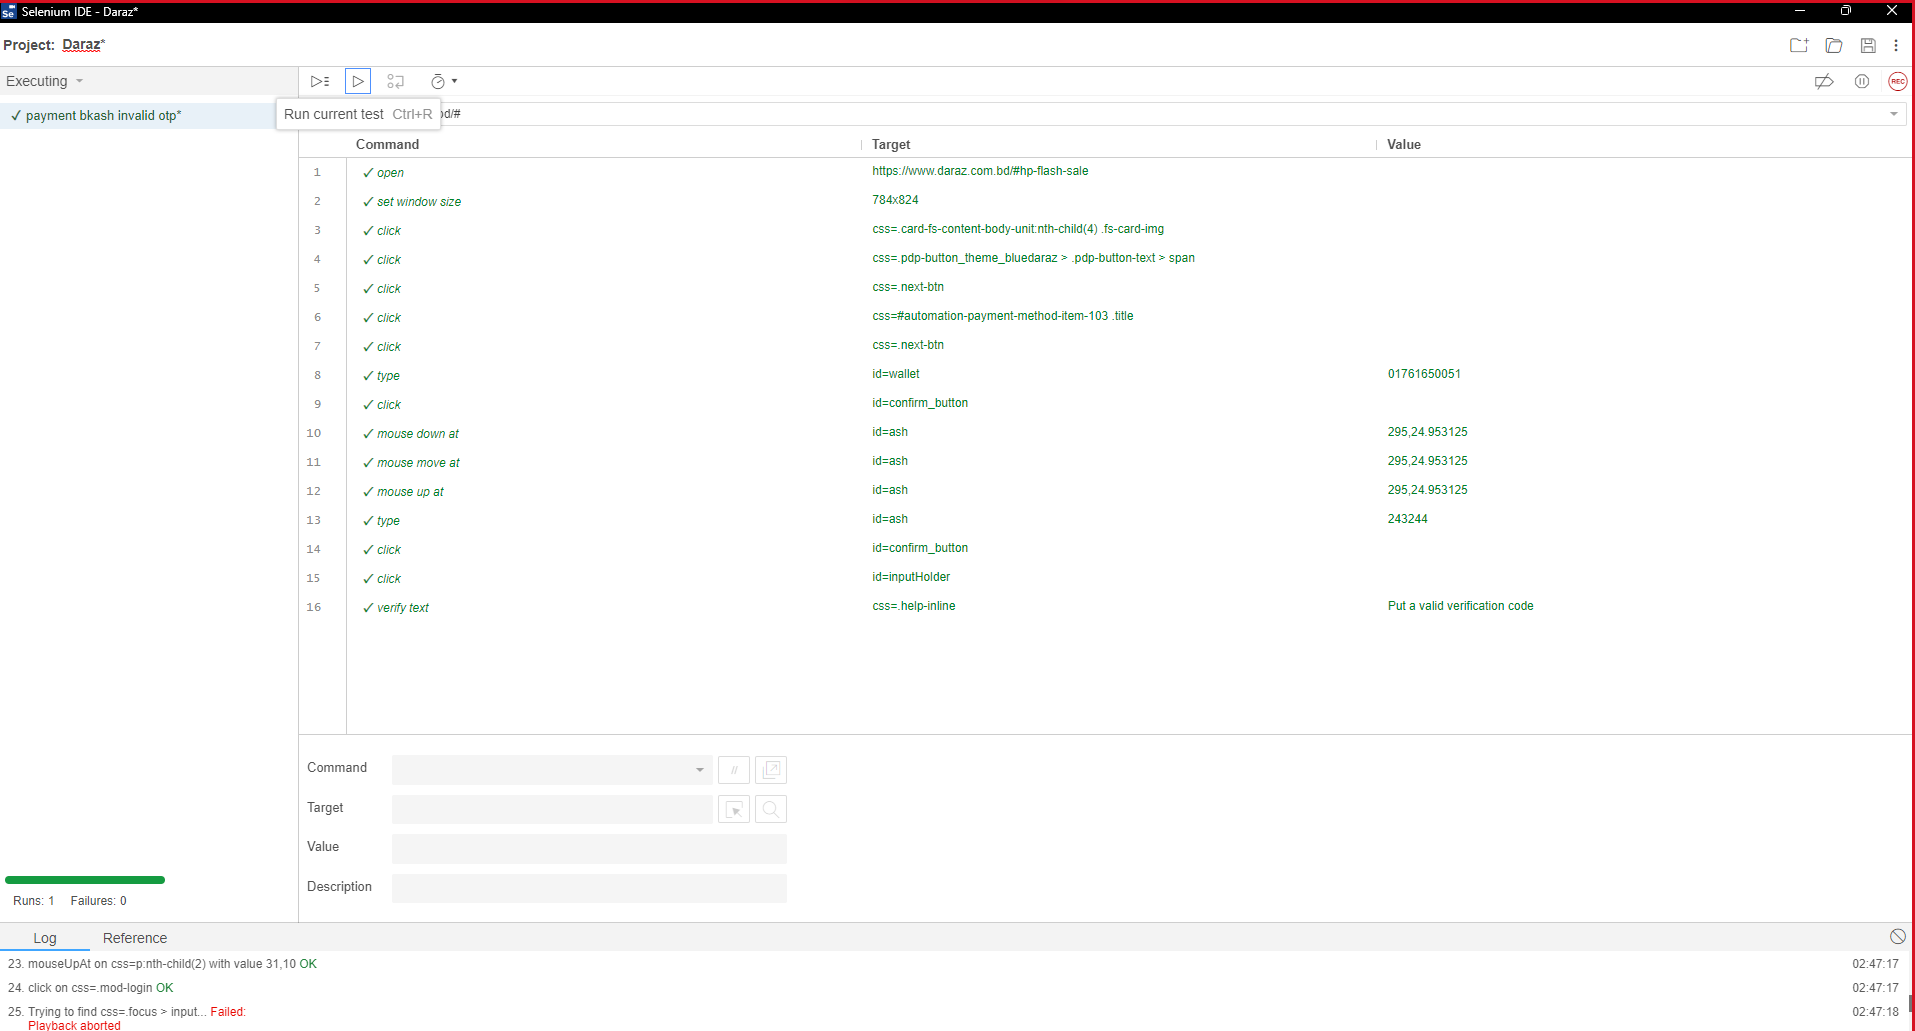 Se Selenium IDE - Daraz*
Project: Daraz*
Executing
REC
✓ payment bkash invalid otp*
Run current test Ctrl+R
od/#
Command Target Value
1 ✓ open https://www.daraz.com.bd/#hp-flash-sale
2 ✓ set window size 784x824
3 ✓ click css=.card-fs-content-body-unit:nth-child(4) .fs-card-img
4 ✓ click css=.pdp-button_theme_bluedaraz > .pdp-button-text > span
5 ✓ click css=.next-btn
6 ✓ click css=#automation-payment-method-item-103 .title
7 ✓ click css=.next-btn
8 ✓ type id=wallet 01761650051
9 ✓ click id=confirm_button
10 ✓ mouse down at id=ash 295,24.953125
11 ✓ mouse move at id=ash 295,24.953125
12 ✓ mouse up at id=ash 295,24.953125
13 ✓ type id=ash 243244
14 ✓ click id=confirm_button
15 ✓ click id=inputHolder
16 ✓ verify text css=.help-inline Put a valid verification code
Command //
Target
Value
Description
Runs: 1 Failures: 0
Log Reference
23. mouseUpAt on css=p:nth-child(2) with value 31,10 OK 02:47:17
24. click on css=.mod-login OK 02:47:17
25. Trying to find css=.focus > input... Failed: 02:47:18
Playback aborted